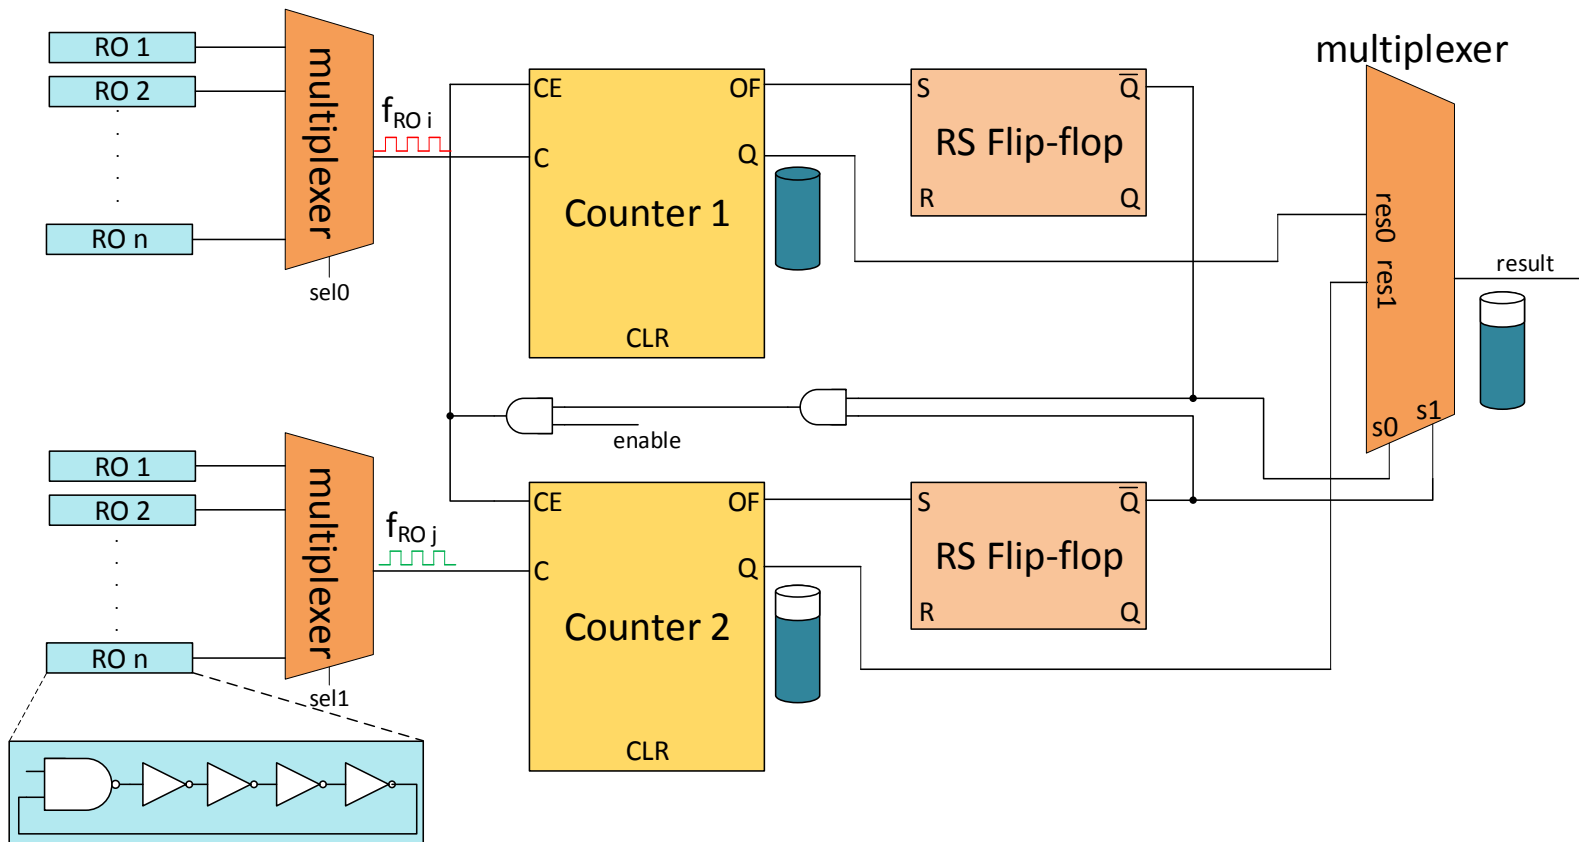 RO 1
RO 2
RO n
multiplexer
sel0
f RO i
CE
C
OF
Q
Counter 1
CLR
S
R
Q̅
Q
RS Flip-flop
multiplexer
res0
res1
s0
s1
result
enable
RO 1
RO 2
RO n
multiplexer
sel1
f RO j
CE
C
OF
Q
Counter 2
CLR
S
R
Q̅
Q
RS Flip-flop